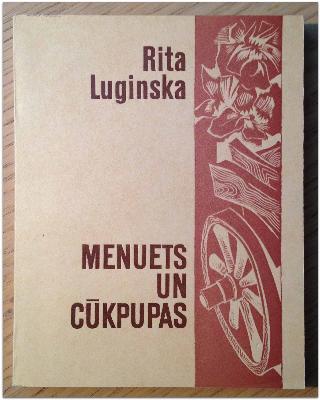 Rita
Luginska
MENUETS
UN
CŪKPUPAS